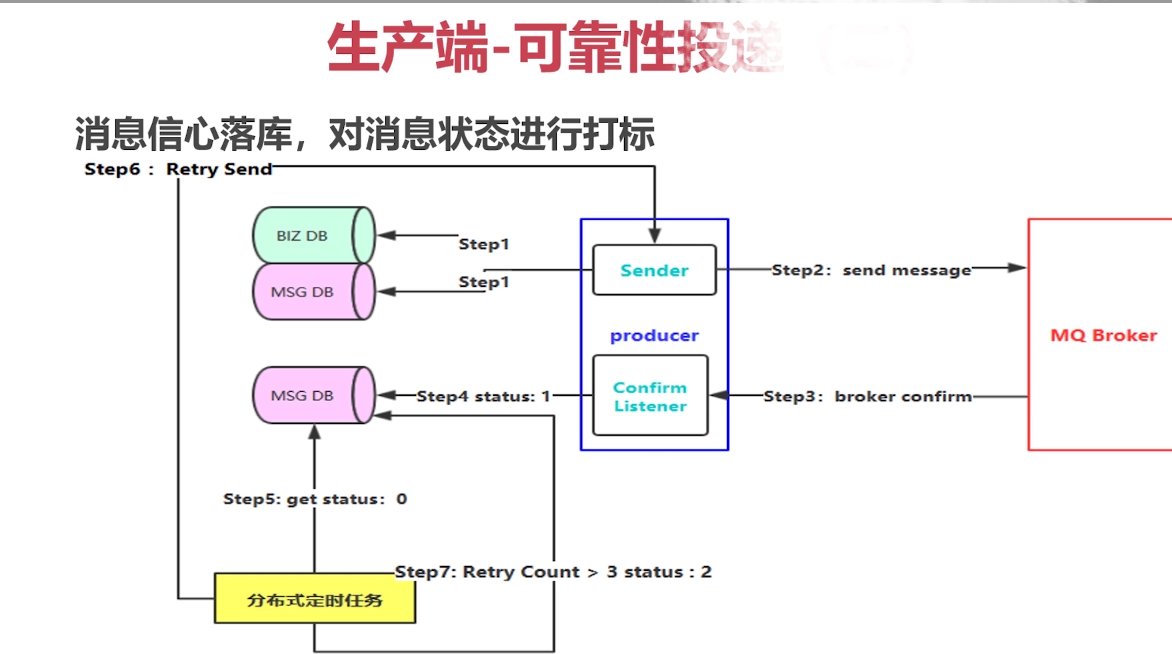 生产端-可靠性投递
消息信心落库，对消息状态进行打标
Step6： Retry Send
BIZ DB
Step1
MSG DB
Step1
Sender
Step2：send message
producer
MQ Broker
MSG DB
Step4 status: 1
Confirm
Listener
Step3：broker confirm
Step5: get status：0
Step7: Retry Count > 3 status : 2
分布式定时任务